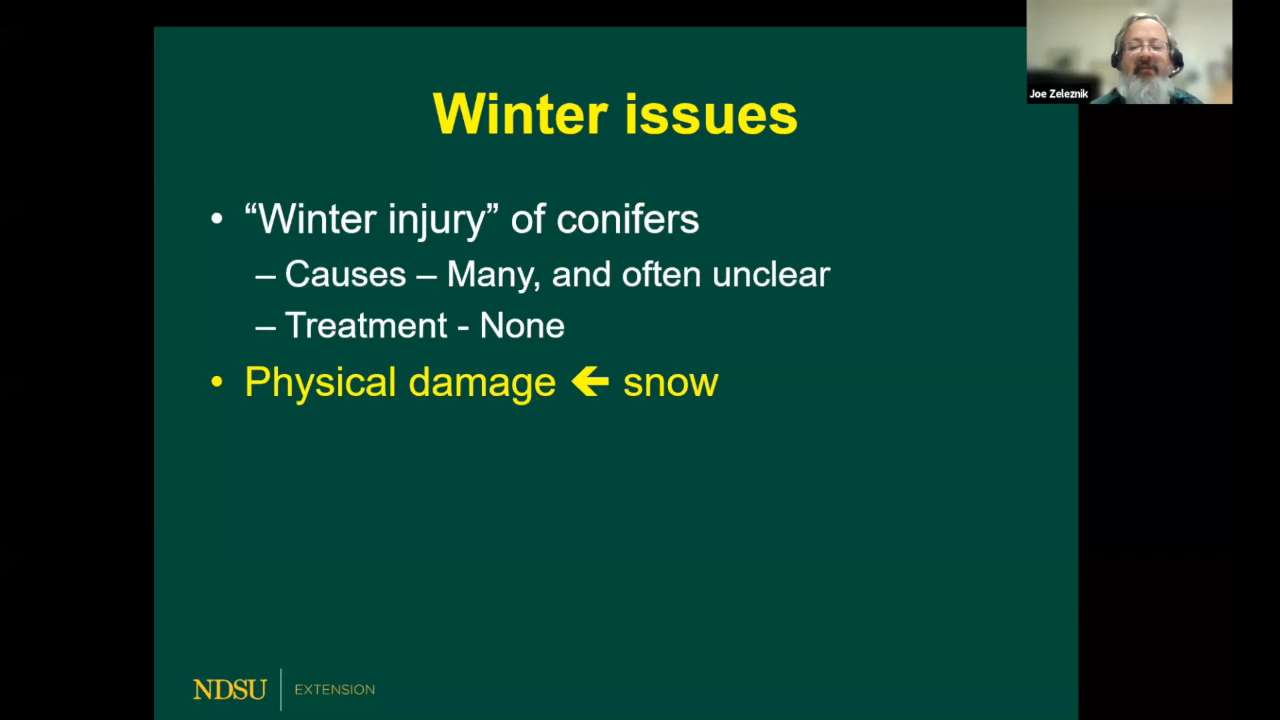 Joe Zeleznik
Winter issues
• “Winter injury” of conifers
– Causes – Many, and often unclear
– Treatment - None
• Physical damage 🡸 snow
NDSU | EXTENSION